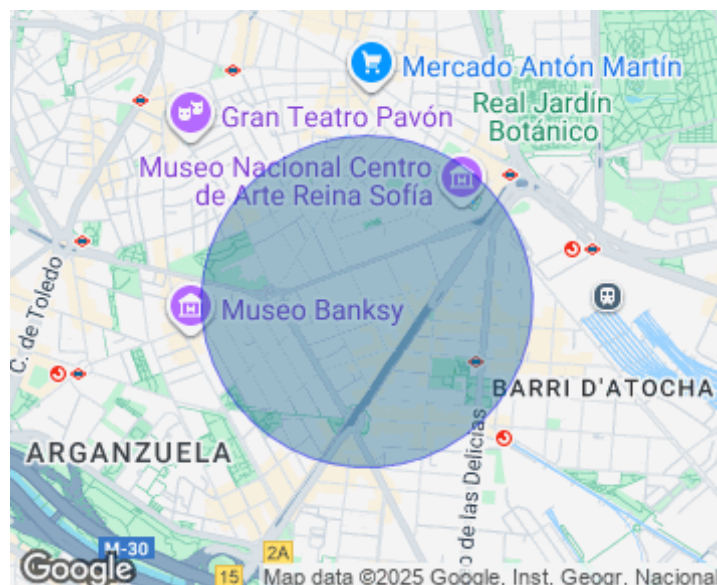 Mercado Antón Martín
Gran Teatro Pavón
Real Jardín
Botánico
Museo Nacional Centro
de Arte Reina Sofía
C. de Toledo
Museo Banksy
BARRI D'ATOCHA
ARGANZUELA
o de las Delicias
M-30
2A
15
Google
Map data ©2025 Google, Inst. Geogr. Nacional